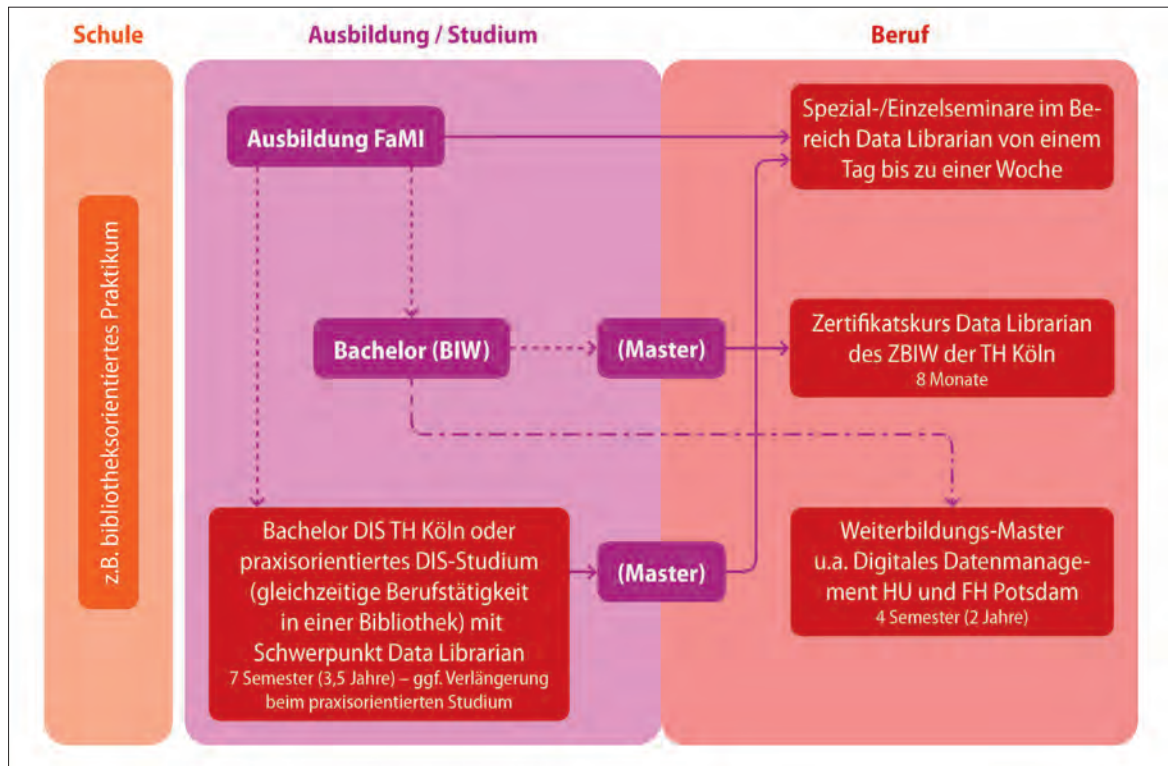 Schule
Ausbildung / Studium
Beruf
z.B. bibliotheksorientiertes Praktikum
Ausbildung FaMI
Spezial-/Einzelseminare im Be-
reich Data Librarian von einem
Tag bis zu einer Woche
Bachelor (BIW)
(Master)
Zertifikatskurs Data Librarian
des ZBIW der TH Köln
8 Monate
Bachelor DIS TH Köln oder
praxisorientiertes DIS-Studium
(gleichzeitige Berufstätigkeit
in einer Bibliothek) mit
Schwerpunkt Data Librarian
7 Semester (3,5 Jahre) – ggf. Verlängerung
beim praxisorientierten Studium
(Master)
Weiterbildungs-Master
u.a. Digitales Datenmanage-
ment HU und FH Potsdam
4 Semester (2 Jahre)